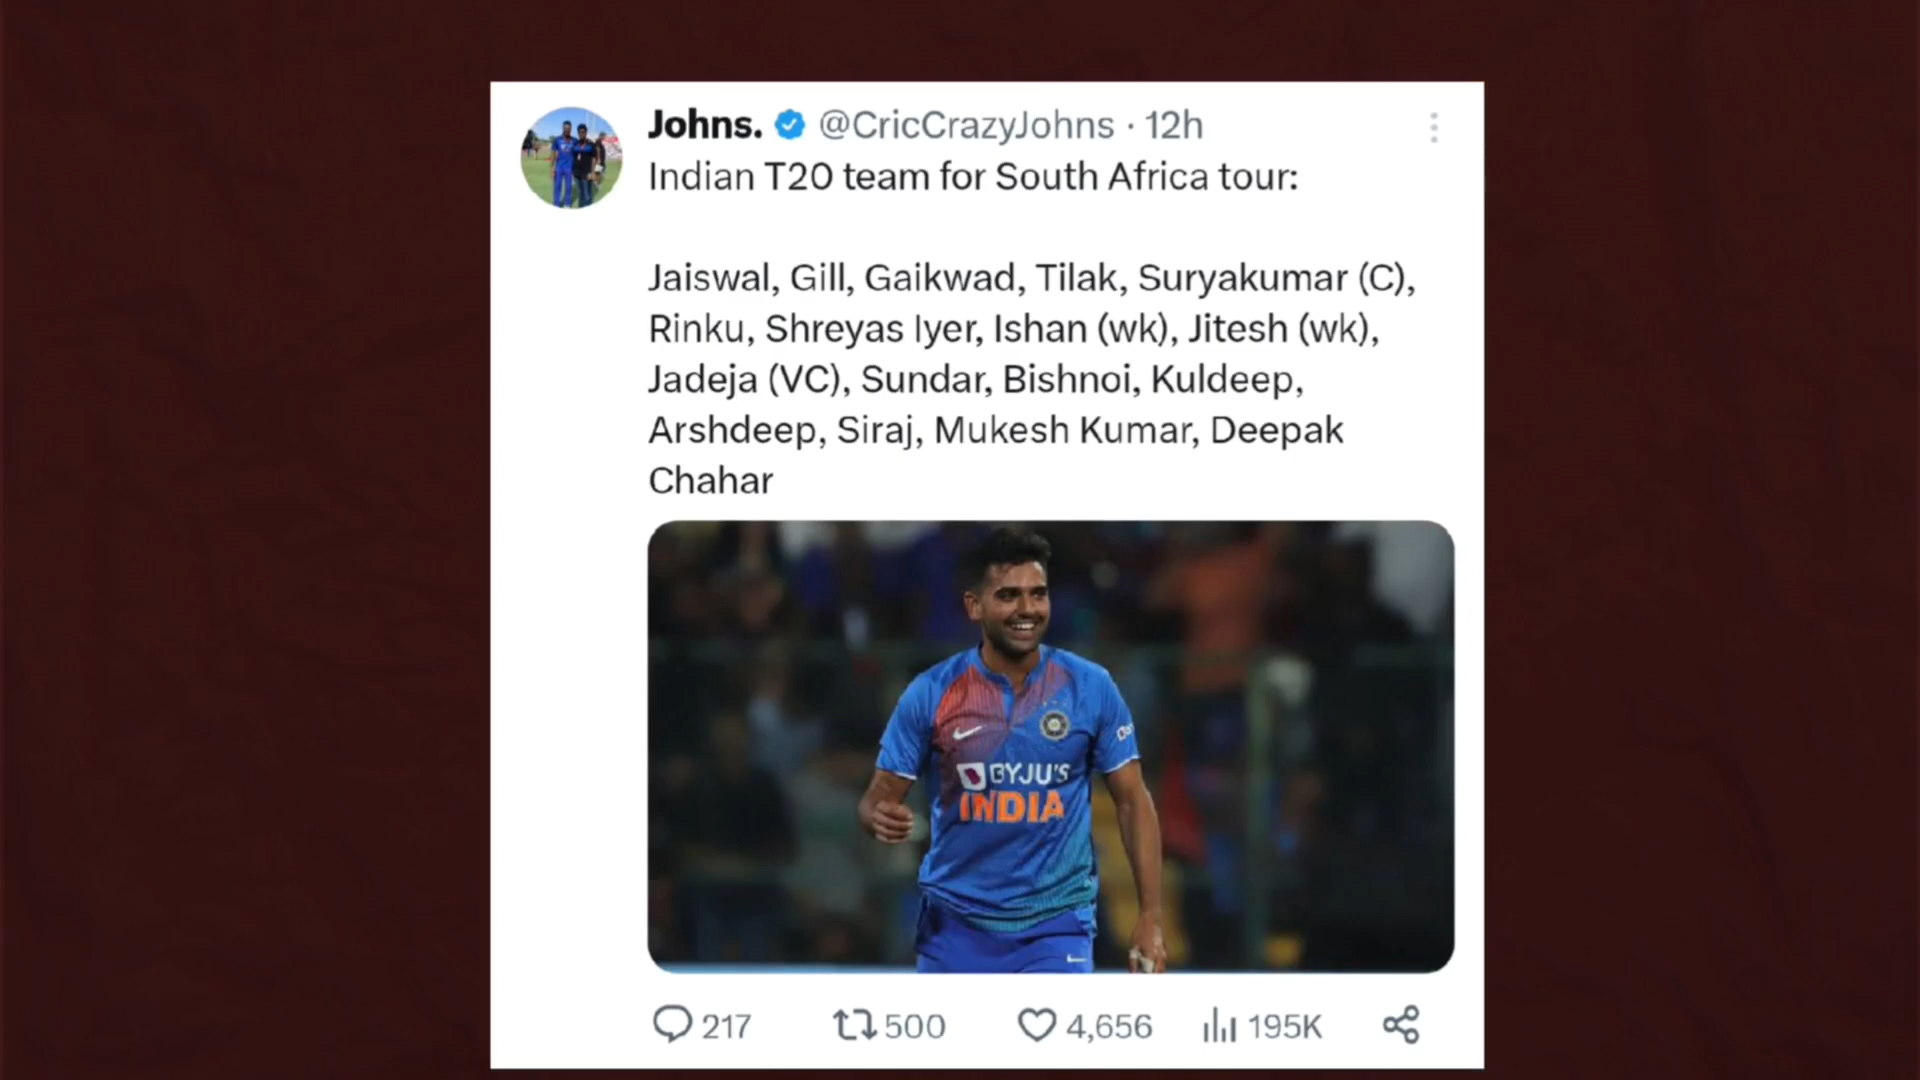 Johns. @CricCrazyJohns · 12h
Indian T20 team for South Africa tour:
Jaiswal, Gill, Gaikwad, Tilak, Suryakumar (C),
Rinku, Shreyas Iyer, Ishan (wk), Jitesh (wk),
Jadeja (VC), Sundar, Bishnoi, Kuldeep,
Arshdeep, Siraj, Mukesh Kumar, Deepak
Chahar
BYJU'S
INDIA
217 500 4,656 195K